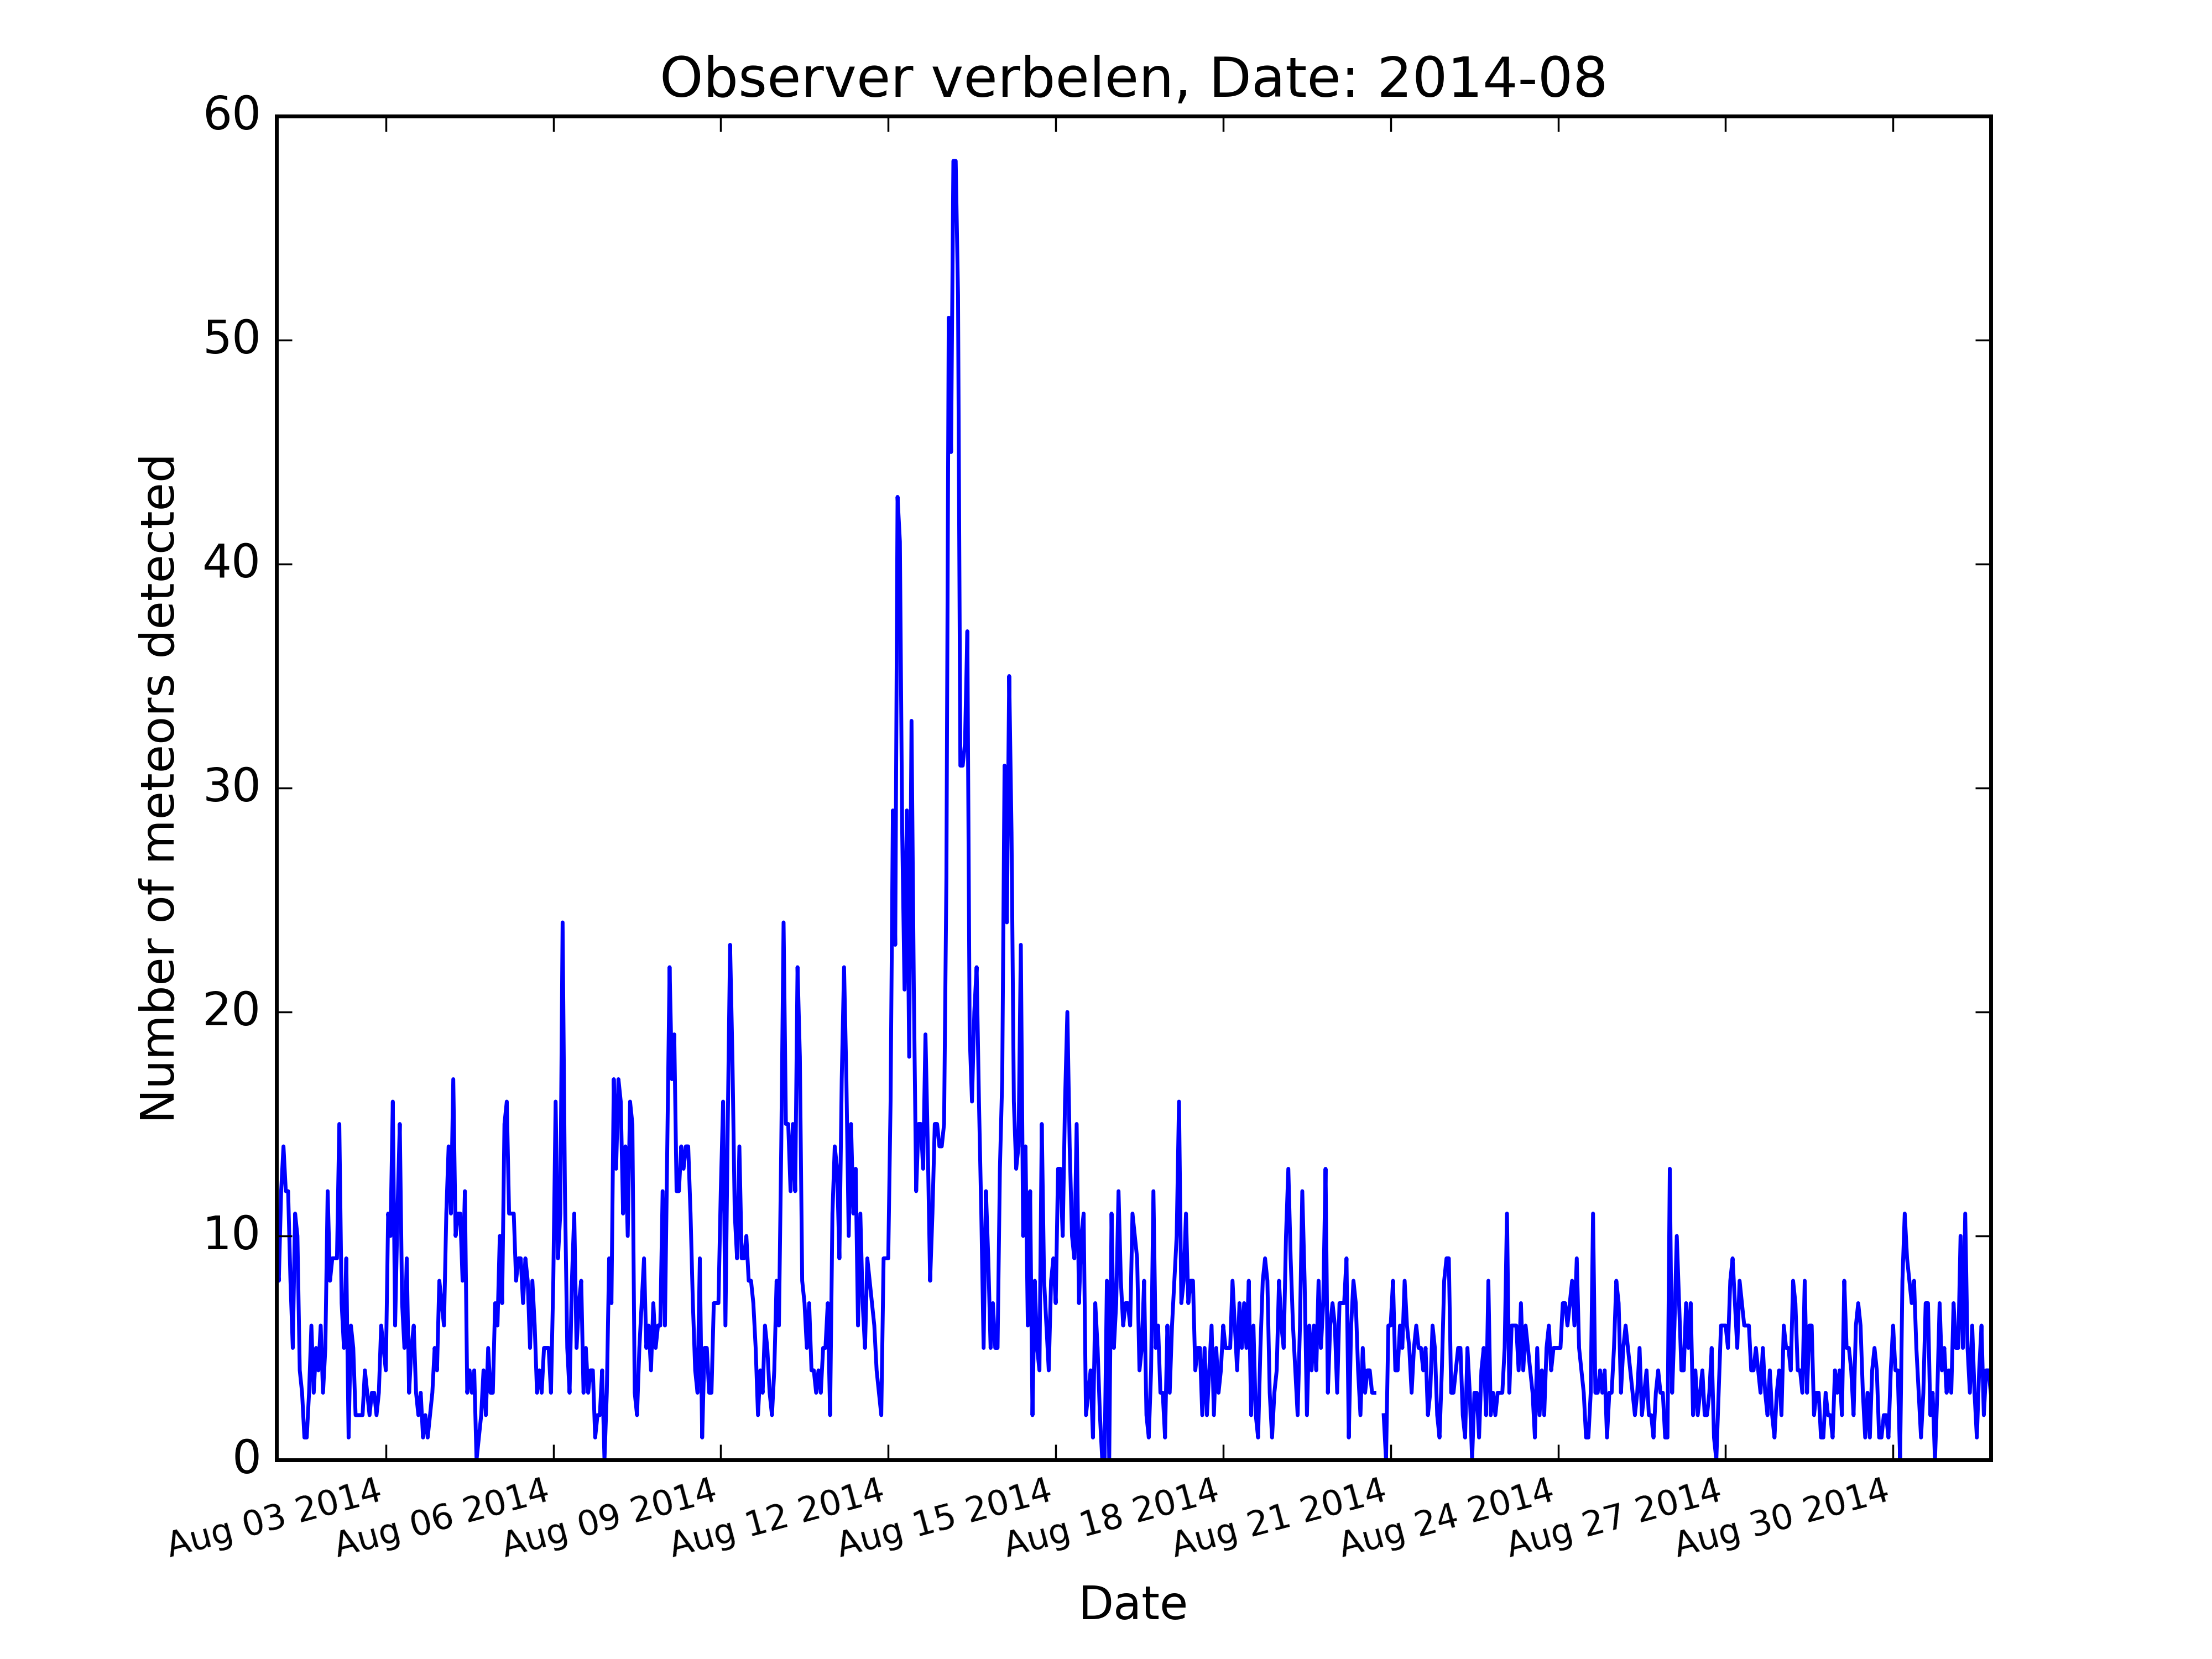 Observer verbelen, Date: 2014-08
60
50
40
30
20
10
0
Number of meteors detected
Aug 03 2014
Aug 06 2014
Aug 09 2014
Aug 12 2014
Aug 15 2014
Aug 18 2014
Aug 21 2014
Aug 24 2014
Aug 27 2014
Aug 30 2014
Date